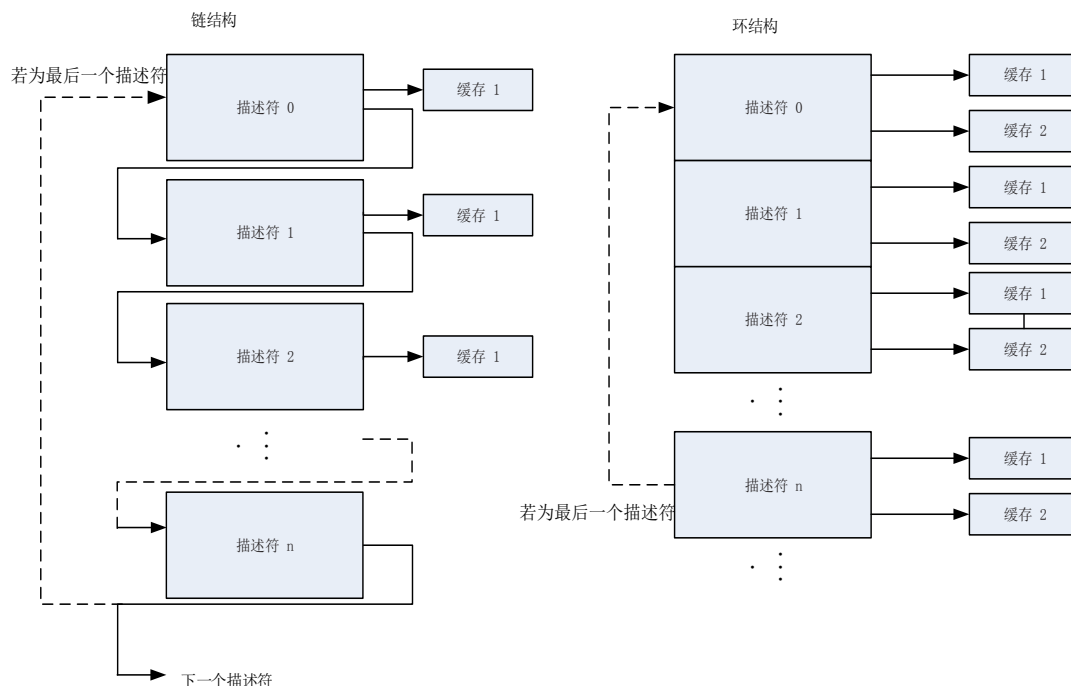 链结构
若为最后一个描述符
描述符 0
缓存 1
描述符 1
缓存 1
描述符 2
缓存 1
描述符 n
下一个描述符
环结构
描述符 0
缓存 1
缓存 2
描述符 1
缓存 1
缓存 2
描述符 2
缓存 1
缓存 2
描述符 n
缓存 1
缓存 2
若为最后一个描述符